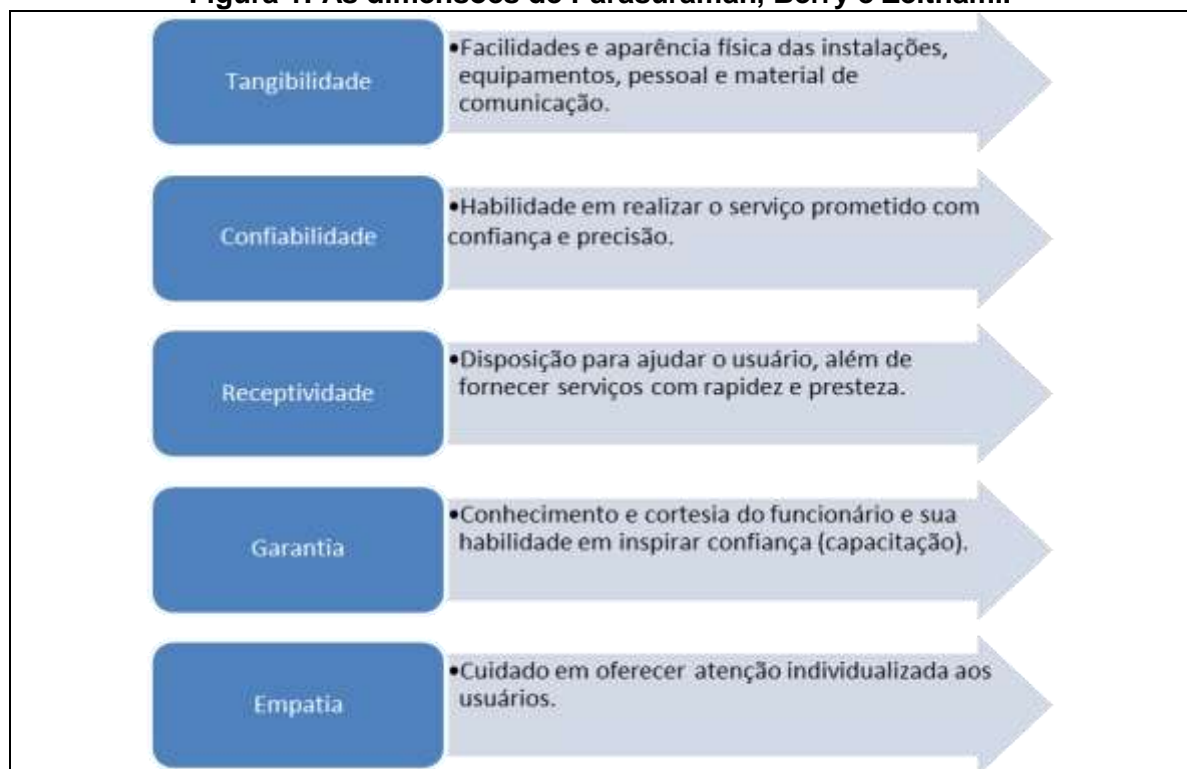 Figura 1: As dimensões de Parasuraman, Berry e Zeithaml.
Tangibilidade
•Facilidades e aparência física das instalações,
equipamentos, pessoal e material de
comunicação.
Confiabilidade
•Habilidade em realizar o serviço prometido com
confiança e precisão.
Receptividade
•Disposição para ajudar o usuário, além de
fornecer serviços com rapidez e presteza.
Garantia
•Conhecimento e cortesia do funcionário e sua
habilidade em inspirar confiança (capacitação).
Empatia
•Cuidado em oferecer atenção individualizada aos
usuários.